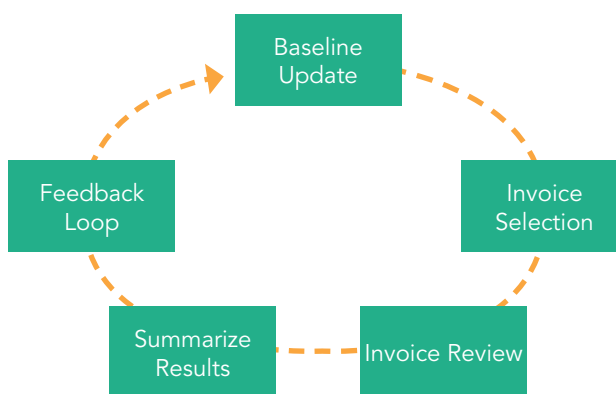 Baseline
Update
Invoice
Selection
Invoice Review
Summarize
Results
Feedback
Loop